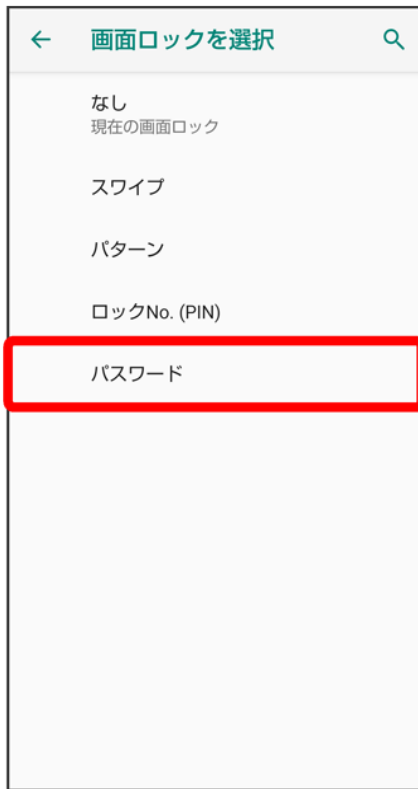 画面ロックを選択
なし
現在の画面ロック
スワイプ
パターン
ロックNo. (PIN)
パスワード